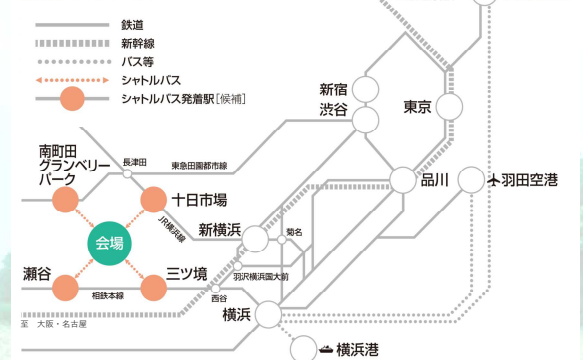 鉄道
新幹線
バス等
シャトルバス
シャトルバス発着駅[候補]
新宿
渋谷
東京
南町田
グランベリー
パーク
長津田
東急田園都市線
十日市場
JR横浜線
新横浜
菊名
品川
羽田空港
会場
瀬谷
三ツ境
相鉄本線
羽沢横浜国大前
西谷
横浜
至 大阪・名古屋
横浜港